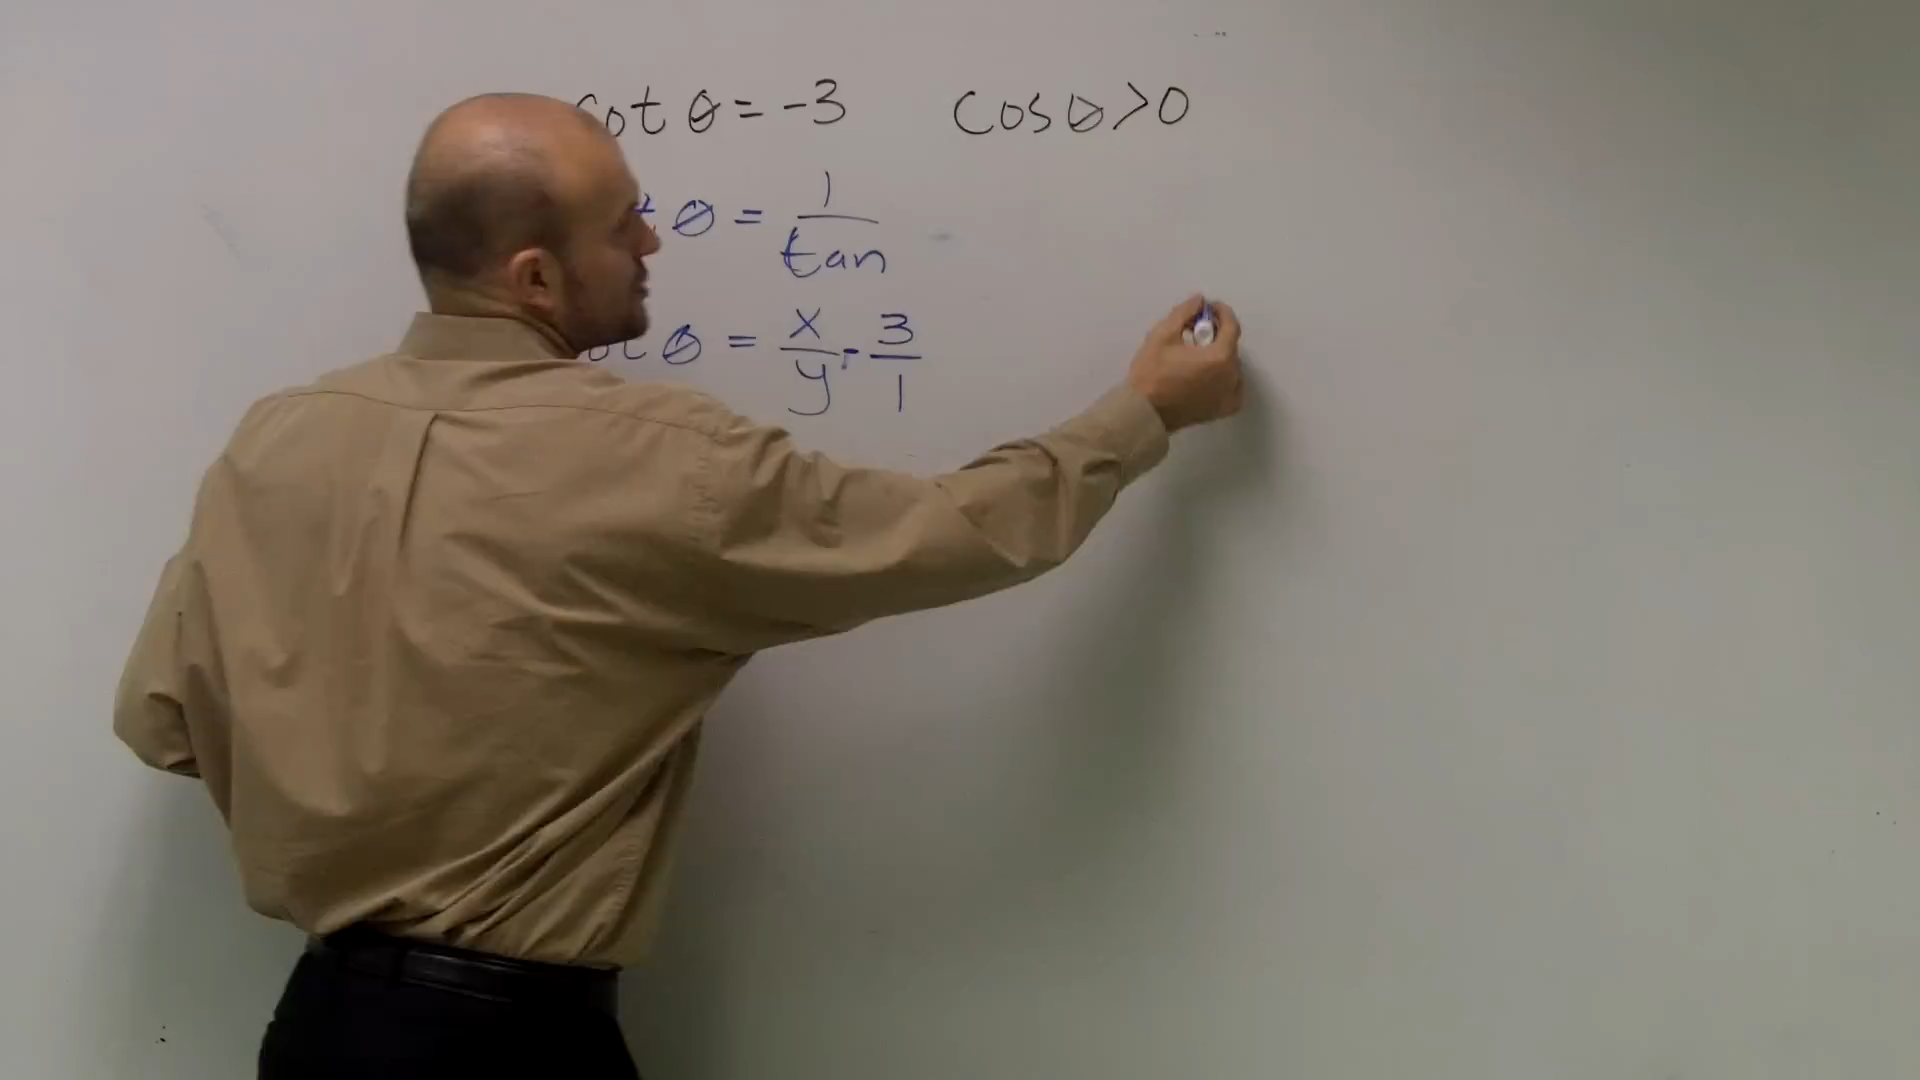 cot θ = -3 cos θ > 0
θ = 1/tan
cot θ = x/y - 3/1